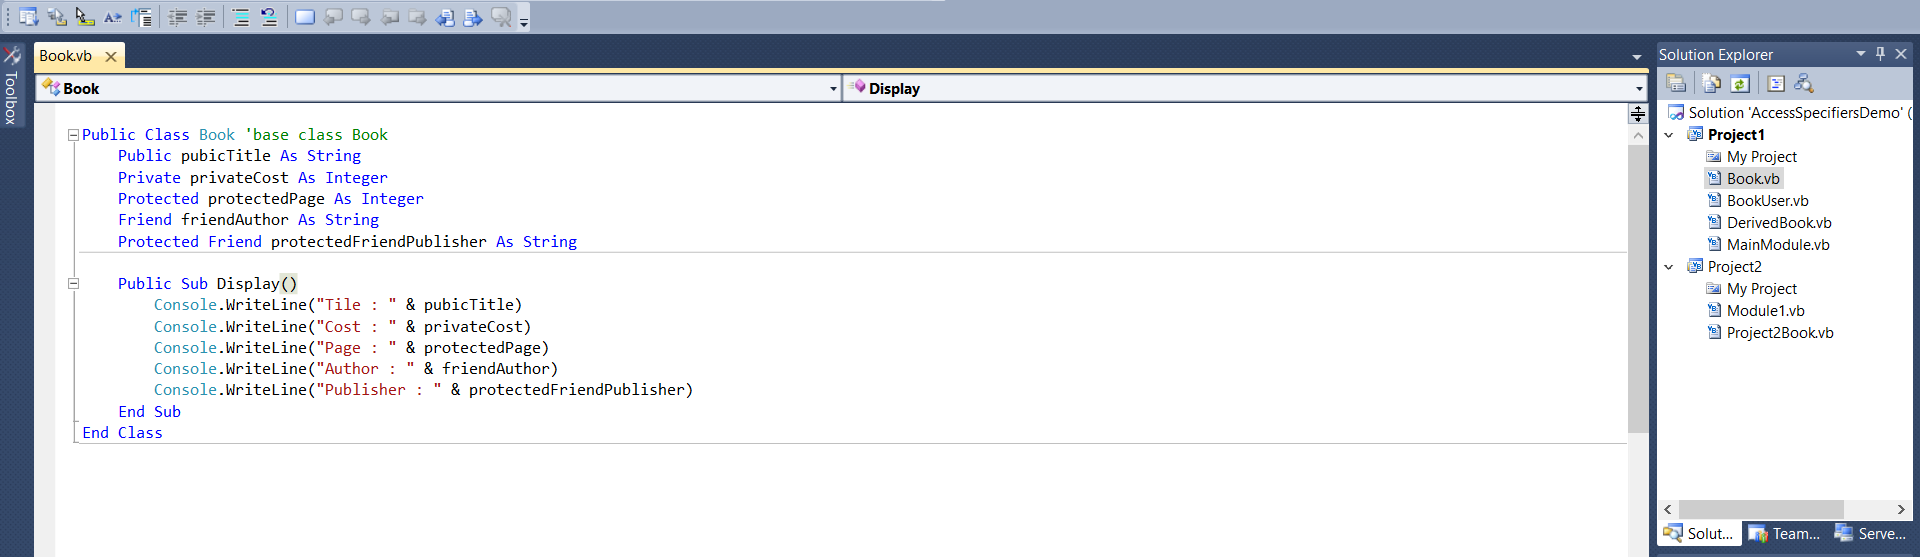 Book.vb
Toolbox
Book
Display
Public Class Book 'base class Book
Public pubicTitle As String
Private privateCost As Integer
Protected protectedPage As Integer
Friend friendAuthor As String
Protected Friend protectedFriendPublisher As String
Public Sub Display()
Console.WriteLine("Tile : " & pubicTitle)
Console.WriteLine("Cost : " & privateCost)
Console.WriteLine("Page : " & protectedPage)
Console.WriteLine("Author : " & friendAuthor)
Console.WriteLine("Publisher : " & protectedFriendPublisher)
End Sub
End Class
Solution Explorer
Solution 'AccessSpecifiersDemo' (
Project1
My Project
Book.vb
BookUser.vb
DerivedBook.vb
MainModule.vb
Project2
My Project
Module1.vb
Project2Book.vb
Solut... Team... Serve...